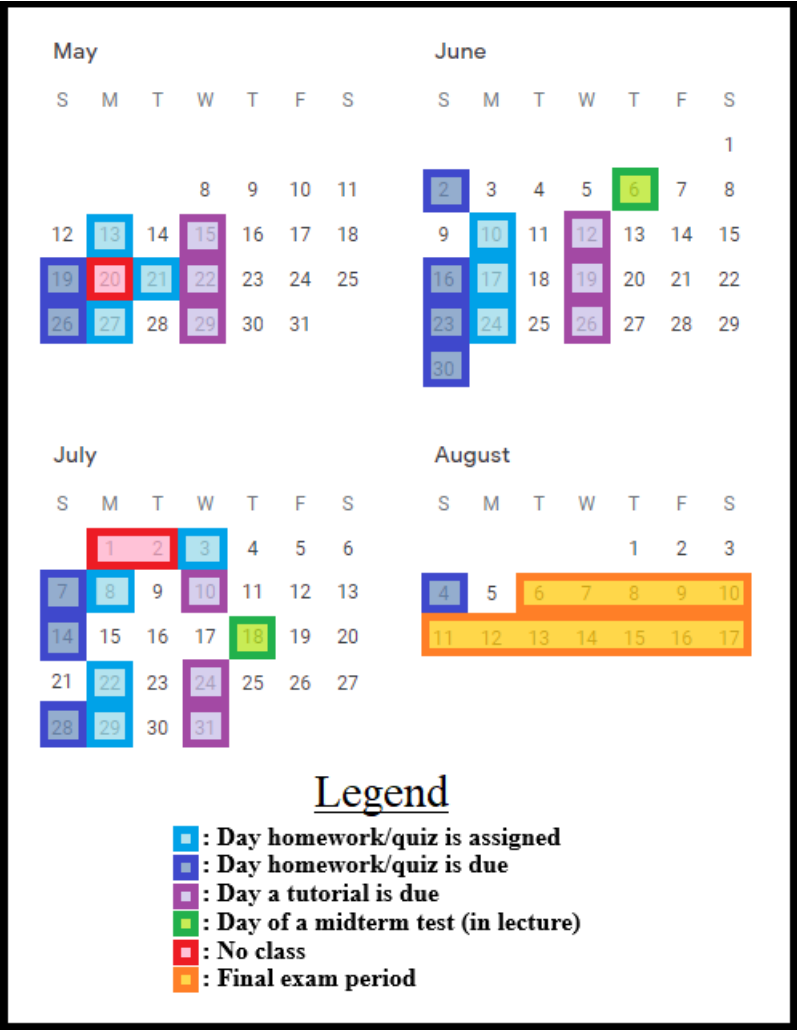 May June
S M T W T F S S M T W T F S
1
8 9 10 11 2 3 4 5 6 7 8
12 13 14 15 16 17 18 9 10 11 12 13 14 15
19 20 21 22 23 24 25 16 17 18 19 20 21 22
26 27 28 29 30 31 23 24 25 26 27 28 29
30
July August
S M T W T F S S M T W T F S
1 2 3 4 5 6 1 2 3
7 8 9 10 11 12 13 4 5 6 7 8 9 10
14 15 16 17 18 19 20 11 12 13 14 15 16 17
21 22 23 24 25 26 27
28 29 30 31
Legend
: Day homework/quiz is assigned
: Day homework/quiz is due
: Day a tutorial is due
: Day of a midterm test (in lecture)
: No class
: Final exam period